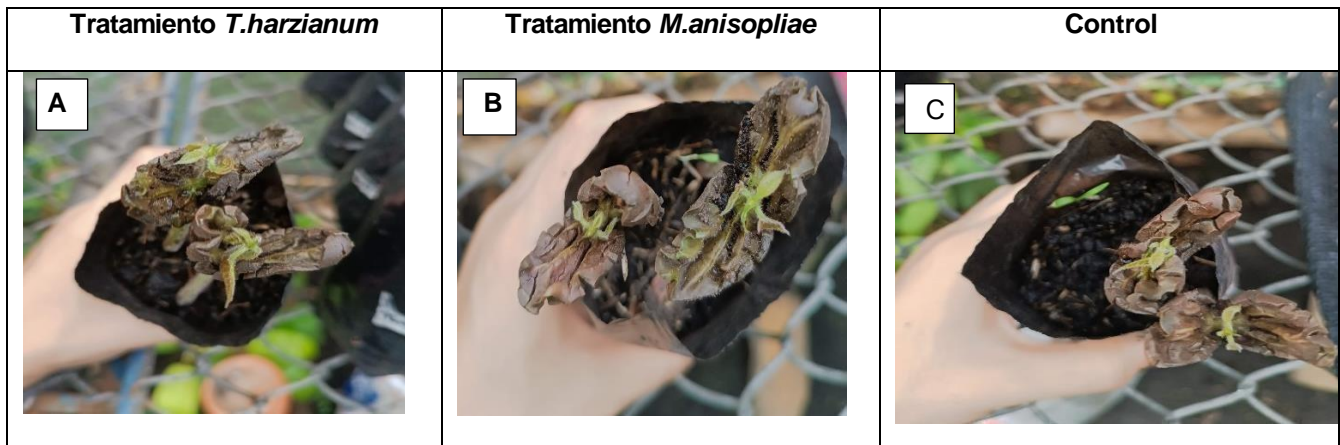 Tratamiento T.harzianum
Tratamiento M.anisopliae
Control
A
B
C